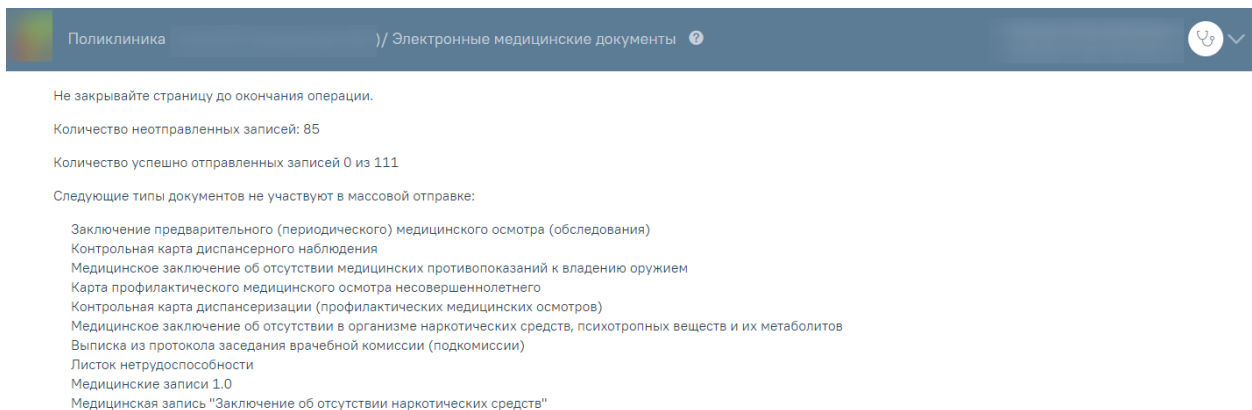 Поликлиника )/ Электронные медицинские документы ?
Не закрывайте страницу до окончания операции.
Количество неотправленных записей: 85
Количество успешно отправленных записей 0 из 111
Следующие типы документов не участвуют в массовой отправке:
Заключение предварительного (периодического) медицинского осмотра (обследования)
Контрольная карта диспансерного наблюдения
Медицинское заключение об отсутствии медицинских противопоказаний к владению оружием
Карта профилактического медицинского осмотра несовершеннолетнего
Контрольная карта диспансеризации (профилактических медицинских осмотров)
Медицинское заключение об отсутствии в организме наркотических средств, психотропных веществ и их метаболитов
Выписка из протокола заседания врачебной комиссии (подкомиссии)
Листок нетрудоспособности
Медицинские записи 1.0
Медицинская запись "Заключение об отсутствии наркотических средств"